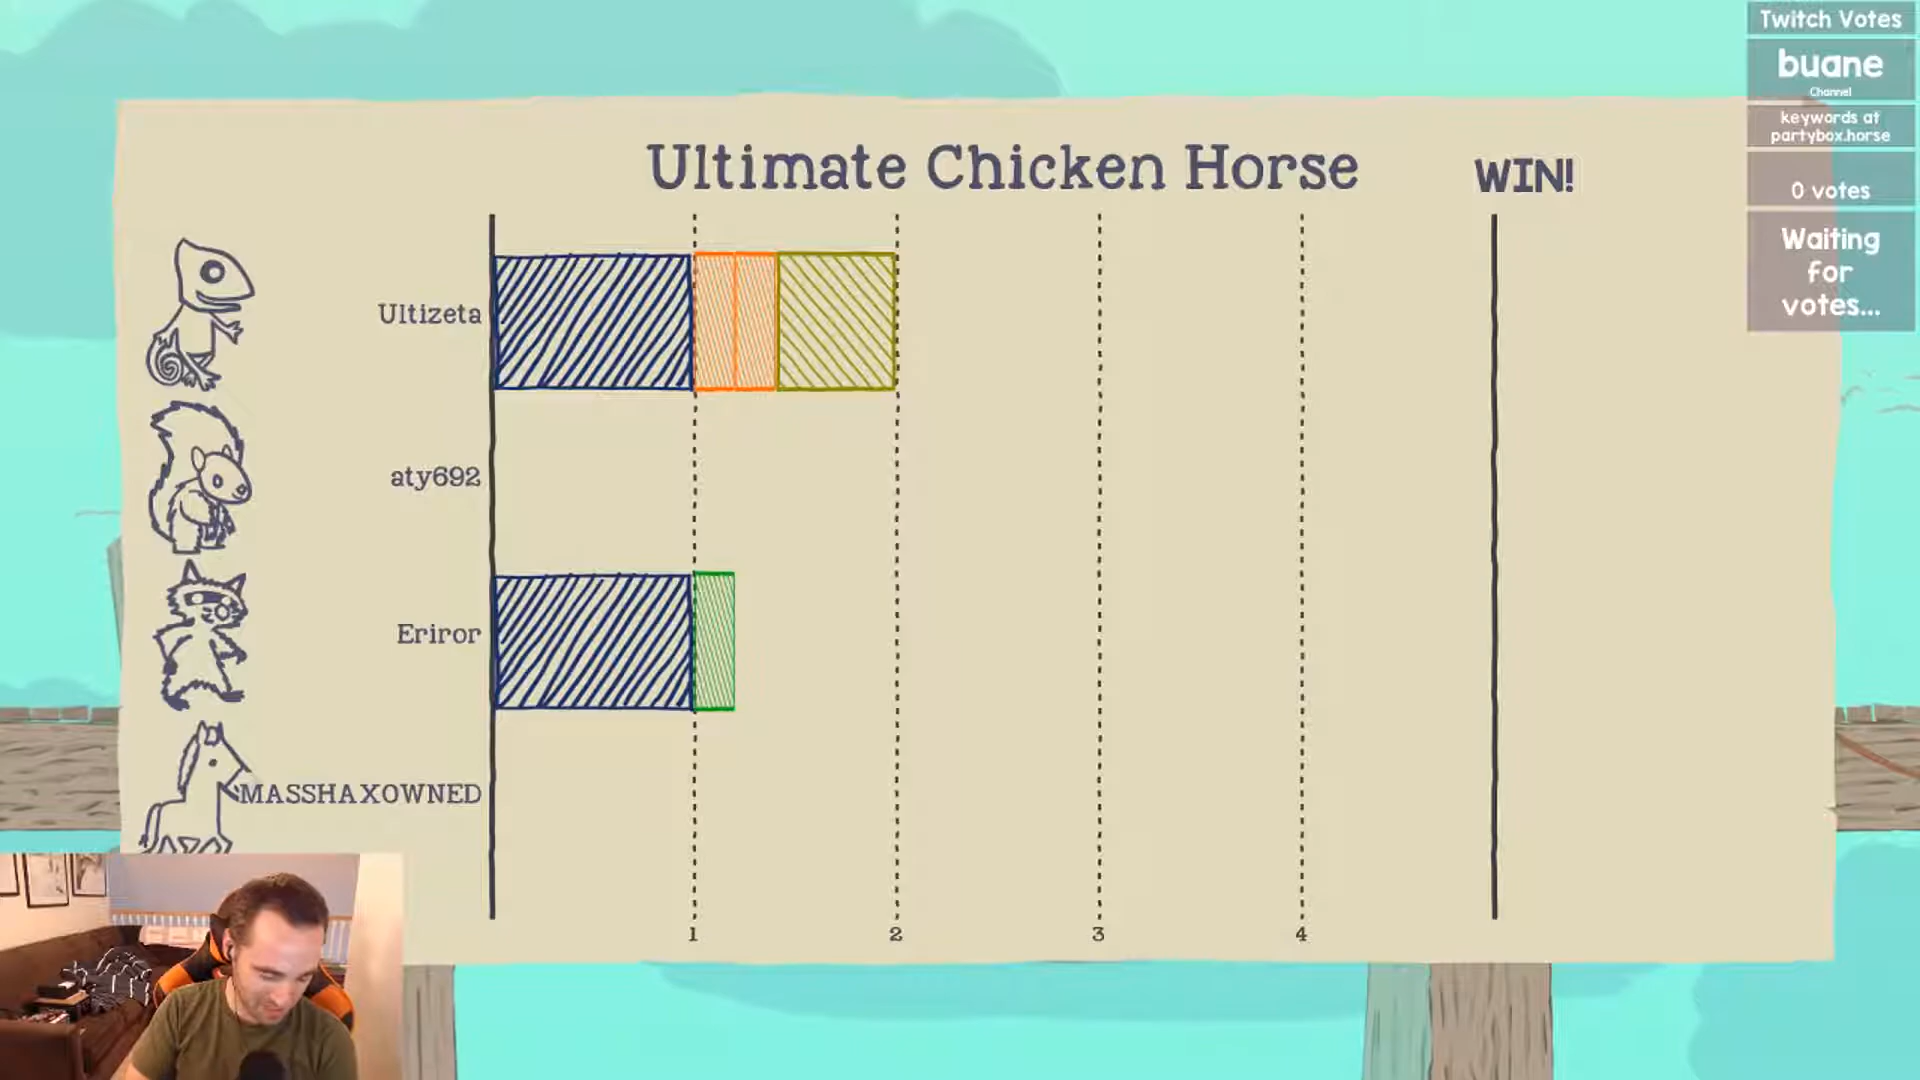 Twitch Votes
buane
Channel
keywords at
partybox.horse
0 votes
Waiting
for
votes...
Ultimate Chicken Horse
WIN!
Ultizeta
aty692
Eriror
MASSHAXOWNED
1 2 3 4